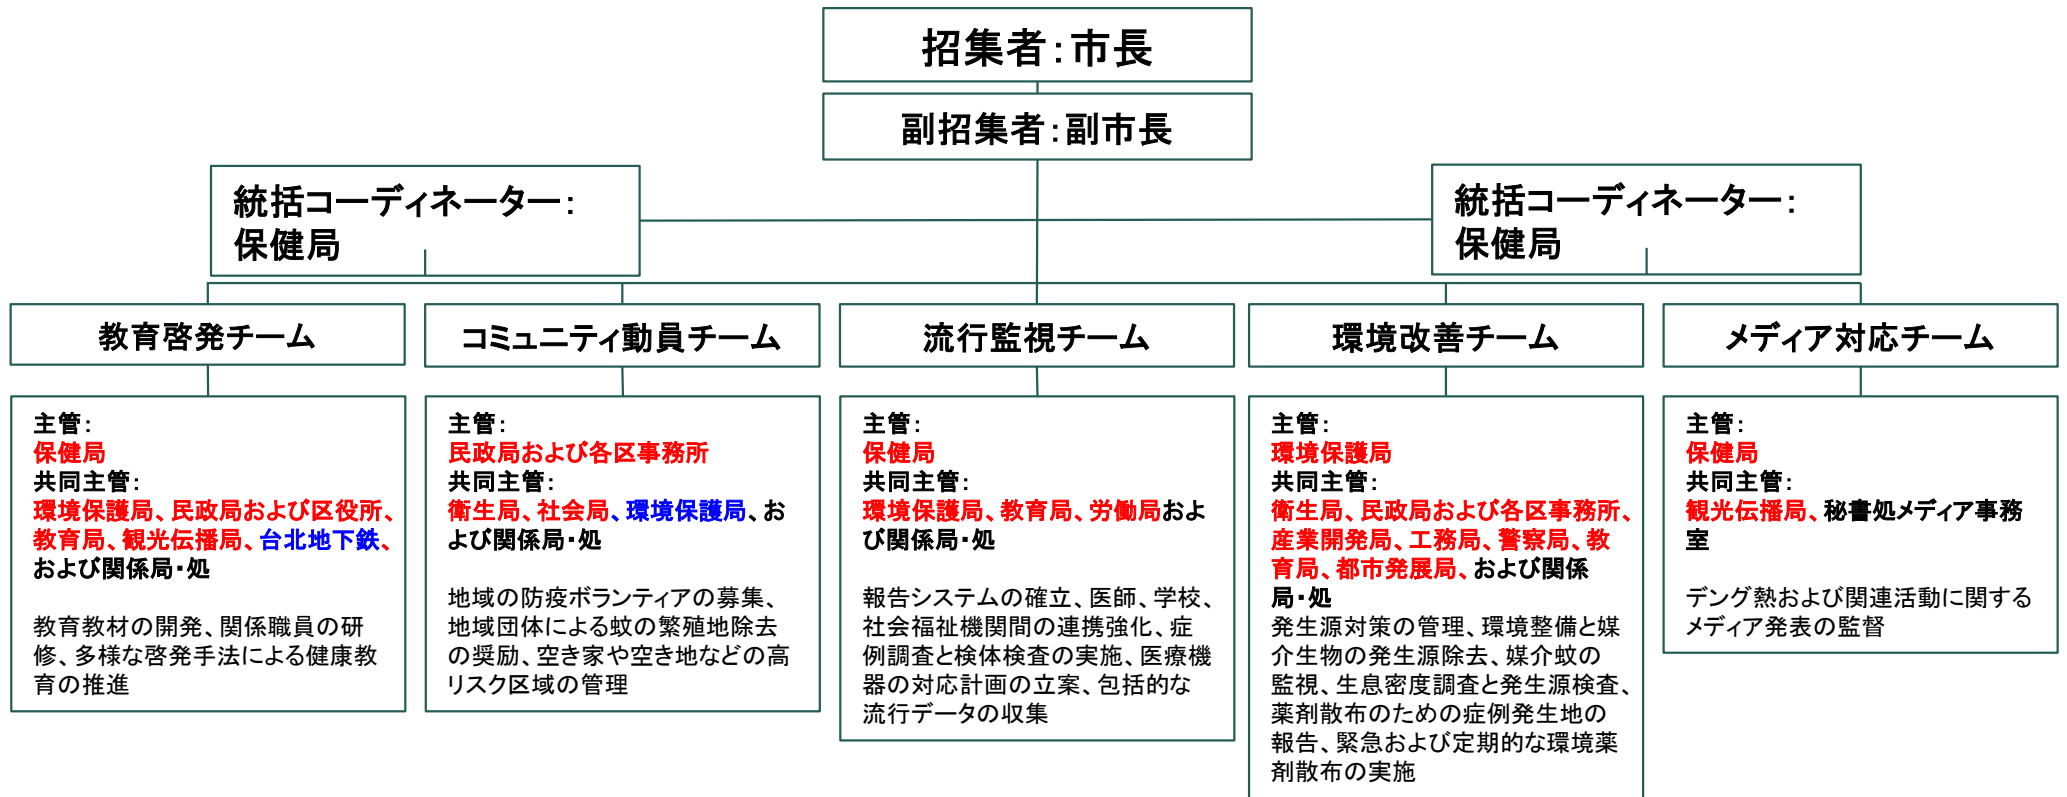 招集者：市長
副招集者：副市長
統括コーディネーター：
保健局
統括コーディネーター：
保健局
教育啓発チーム
コミュニティ動員チーム
流行監視チーム
環境改善チーム
メディア対応チーム
主管：
保健局
共同主管：
環境保護局、民政局および区役所、
教育局、観光伝播局、台北地下鉄、
および関係局・処
教育教材の開発、関係職員の研
修、多様な啓発手法による健康教
育の推進
主管：
民政局および各区事務所
共同主管：
衛生局、社会局、環境保護局、お
よび関係局・処
地域の防疫ボランティアの募集、
地域団体による蚊の繁殖地除去
の奨励、空き家や空き地などの高
リスク区域の管理
主管：
保健局
共同主管：
環境保護局、教育局、労働局およ
び関係局・処
報告システムの確立、医師、学校、
社会福祉機関間の連携強化、症
例調査と検体検査の実施、医療機
器の対応計画の立案、包括的な
流行データの収集
主管：
環境保護局
共同主管：
衛生局、民政局および各区事務所、
産業開発局、工務局、警察局、教
育局、都市発展局、および関係
局・処
発生源対策の管理、環境整備と媒
介生物の発生源除去、媒介蚊の
監視、生息密度調査と発生源検査、
薬剤散布のための症例発生地の
報告、緊急および定期的な環境薬
剤散布の実施
主管：
保健局
共同主管：
観光伝播局、秘書処メディア事務
室
デング熱および関連活動に関する
メディア発表の監督